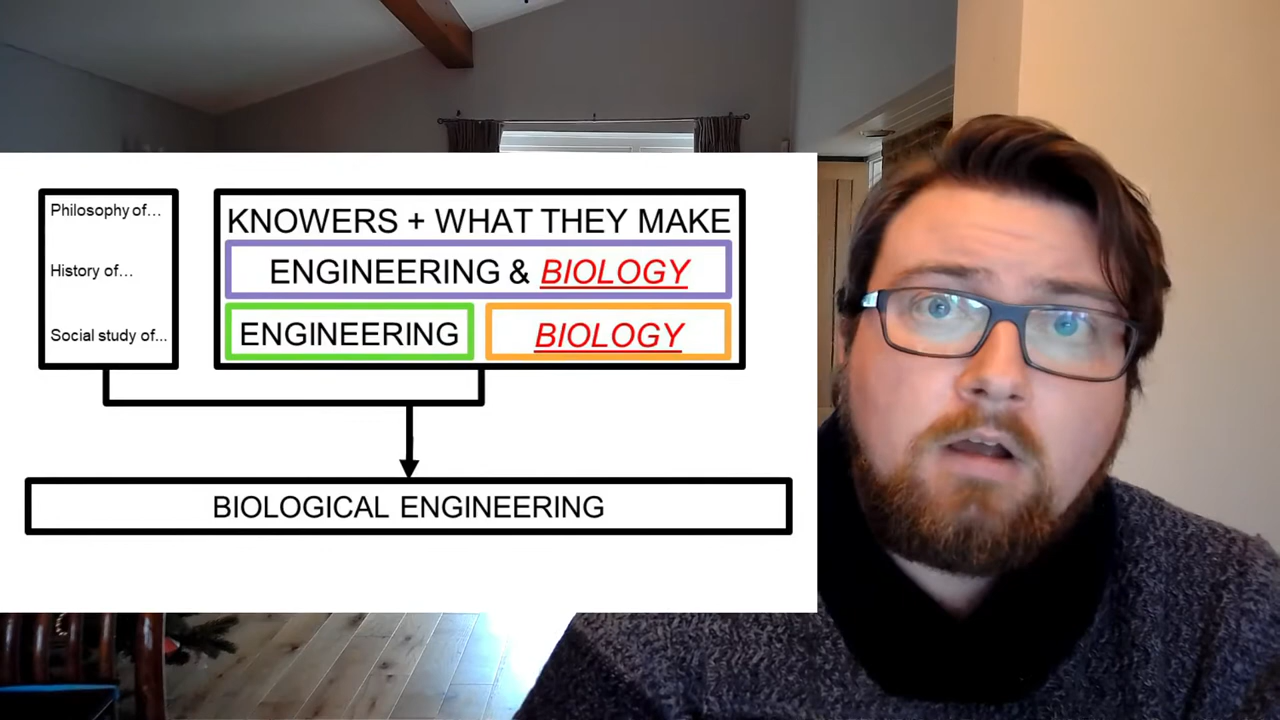 Philosophy of...
History of...
Social study of...
KNOWERS + WHAT THEY MAKE
ENGINEERING & BIOLOGY
ENGINEERING
BIOLOGY
BIOLOGICAL ENGINEERING